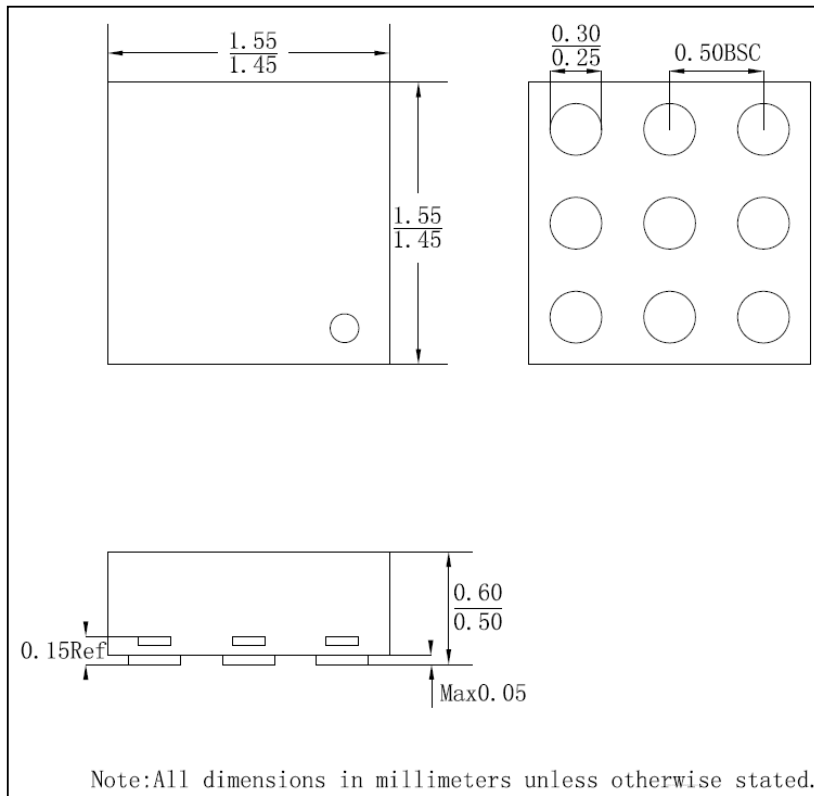 1.55
1.45
0.30
0.25
0.50BSC
1.55
1.45
0.60
0.50
0.15Ref
Max0.05
Note:All dimensions in millimeters unless otherwise stated.